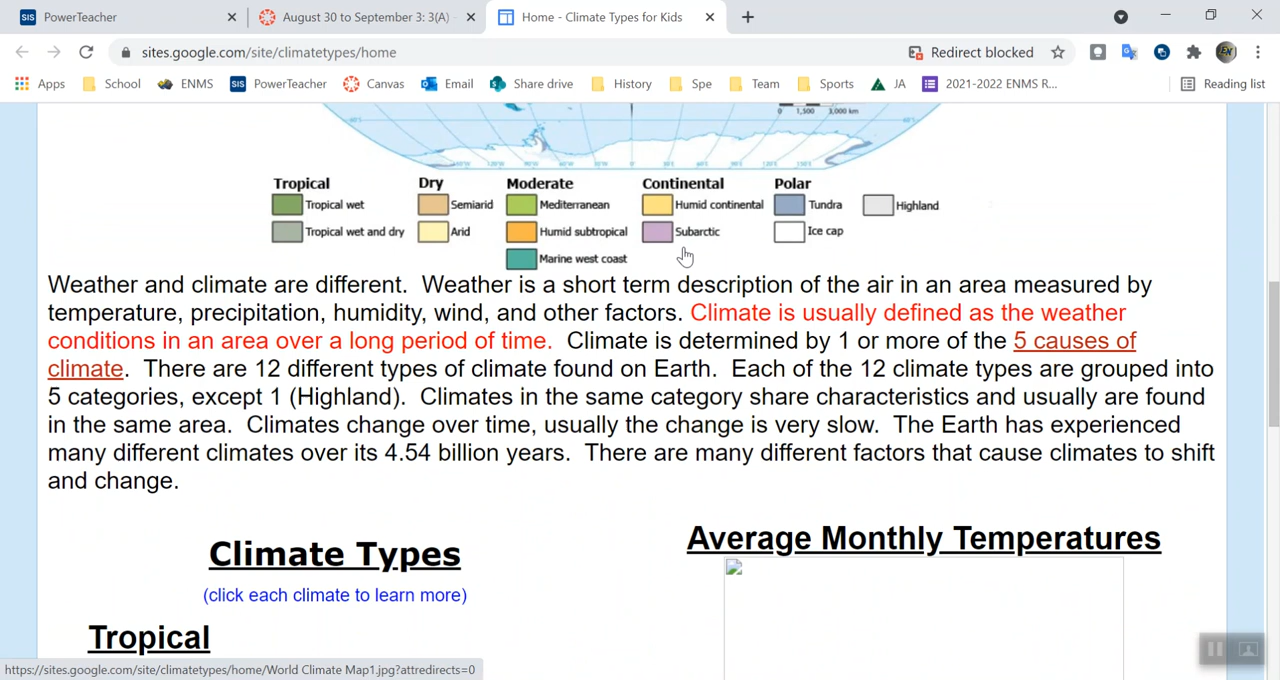 PowerTeacher
August 30 to September 3: 3(A)
Home - Climate Types for Kids
sites.google.com/site/climatetypes/home
Redirect blocked
Apps School ENMS PowerTeacher Canvas Email Share drive History Spe Team Sports JA 2021-2022 ENMS R... Reading list
0 1,500 3,000 km
Tropical Dry Moderate Continental Polar
Tropical wet Semiarid Mediterranean Humid continental Tundra Highland
Tropical wet and dry Arid Humid subtropical Subarctic Ice cap
Marine west coast
Weather and climate are different. Weather is a short term description of the air in an area measured by
temperature, precipitation, humidity, wind, and other factors. Climate is usually defined as the weather
conditions in an area over a long period of time. Climate is determined by 1 or more of the 5 causes of
climate. There are 12 different types of climate found on Earth. Each of the 12 climate types are grouped into
5 categories, except 1 (Highland). Climates in the same category share characteristics and usually are found
in the same area. Climates change over time, usually the change is very slow. The Earth has experienced
many different climates over its 4.54 billion years. There are many different factors that cause climates to shift
and change.
Climate Types
(click each climate to learn more)
Average Monthly Temperatures
Tropical
https://sites.google.com/site/climatetypes/home/World Climate Map1.jpg?attredirects=0